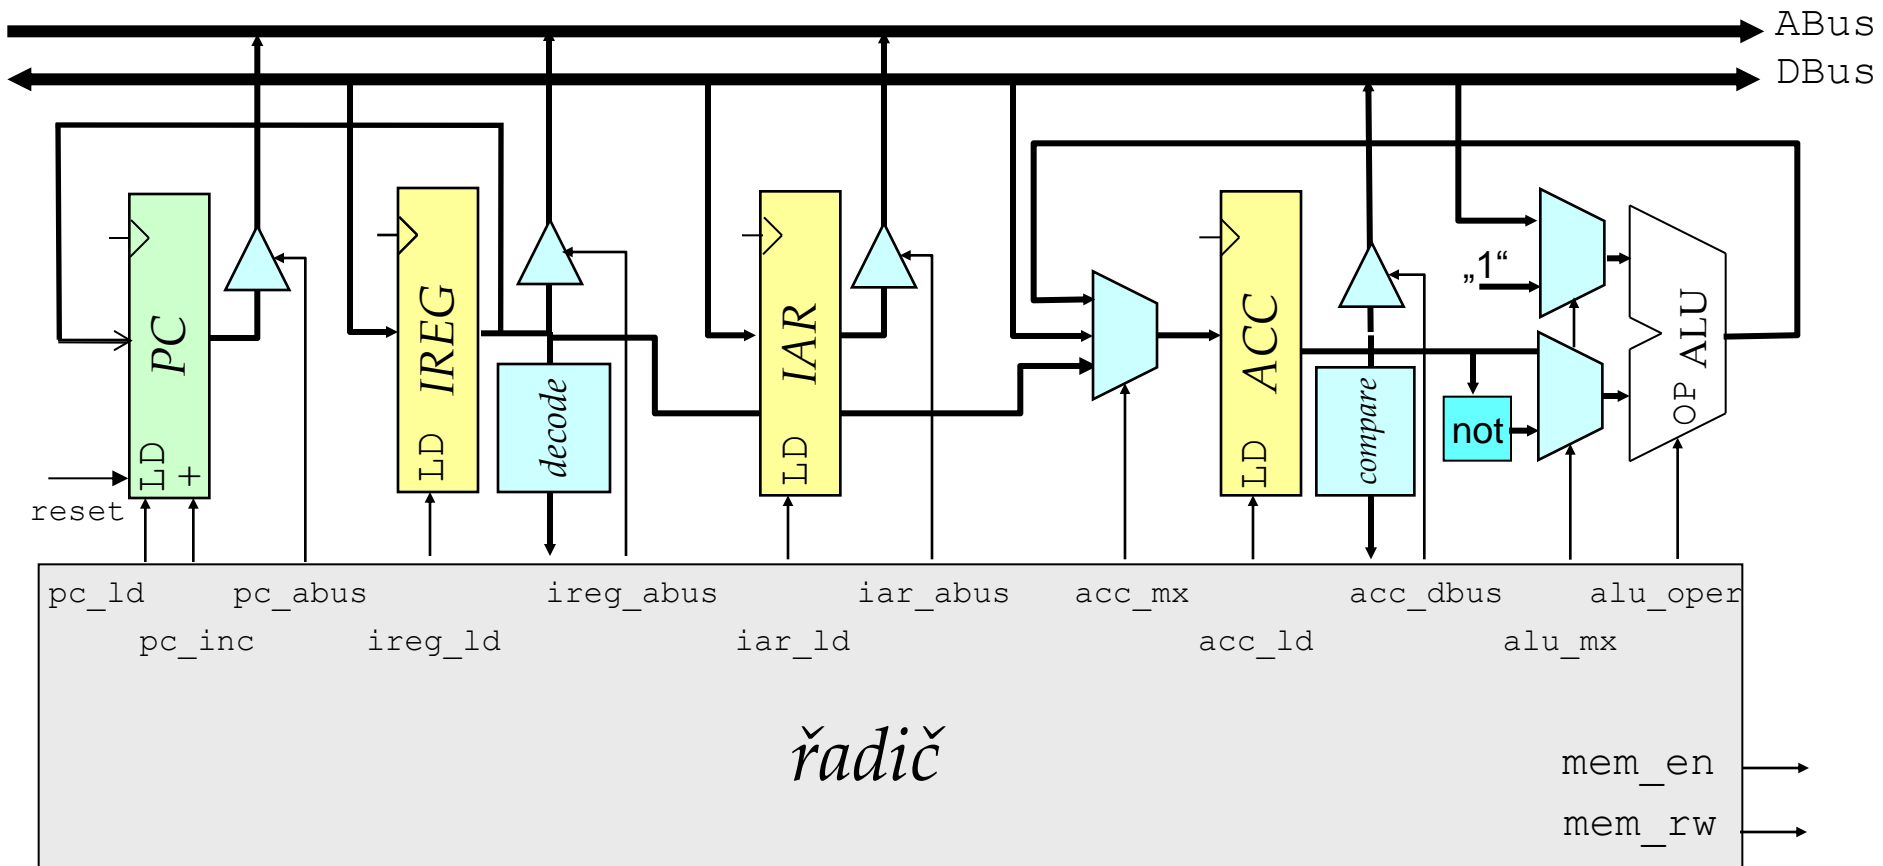 ABus
DBus
„1“
PC
LD
+
IREG
LD
decode
IAR
LD
ACC
LD
compare
not
ALU
OP
reset
pc_ld
pc_abus
ireg_abus
iar_abus
acc_mx
acc_dbus
alu_oper
pc_inc
ireg_ld
iar_ld
acc_ld
alu_mx
řadič
mem_en
mem_rw